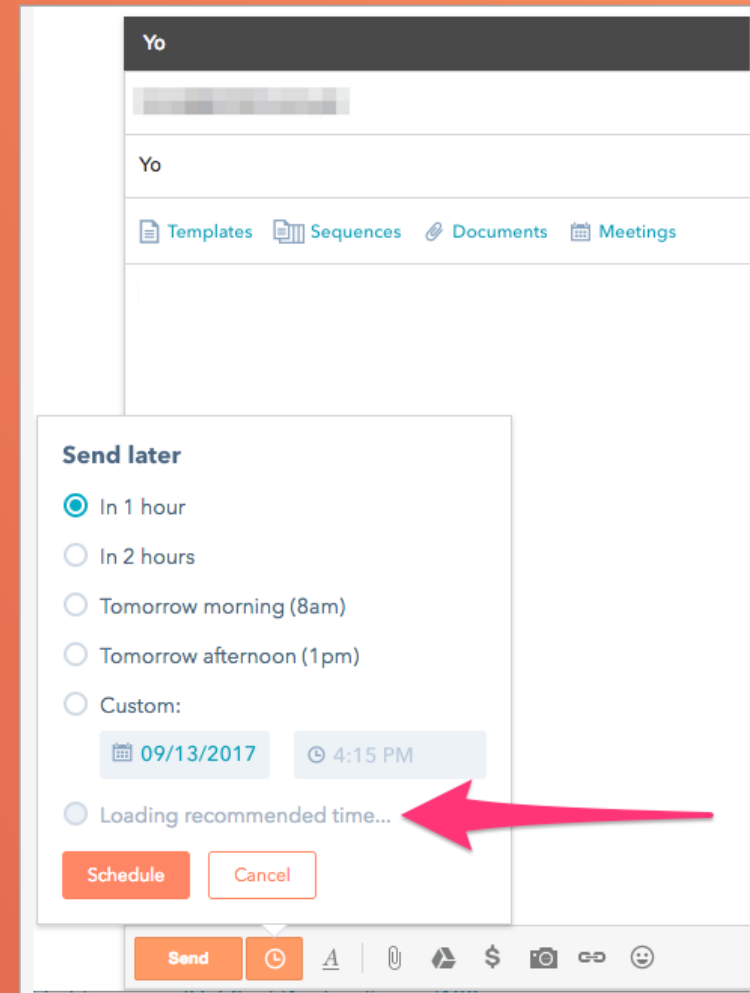 Yo
Yo
Templates Sequences Documents Meetings
Send later
In 1 hour
In 2 hours
Tomorrow morning (8am)
Tomorrow afternoon (1pm)
Custom:
09/13/2017 4:15 PM
Loading recommended time...
Schedule Cancel
Send A $